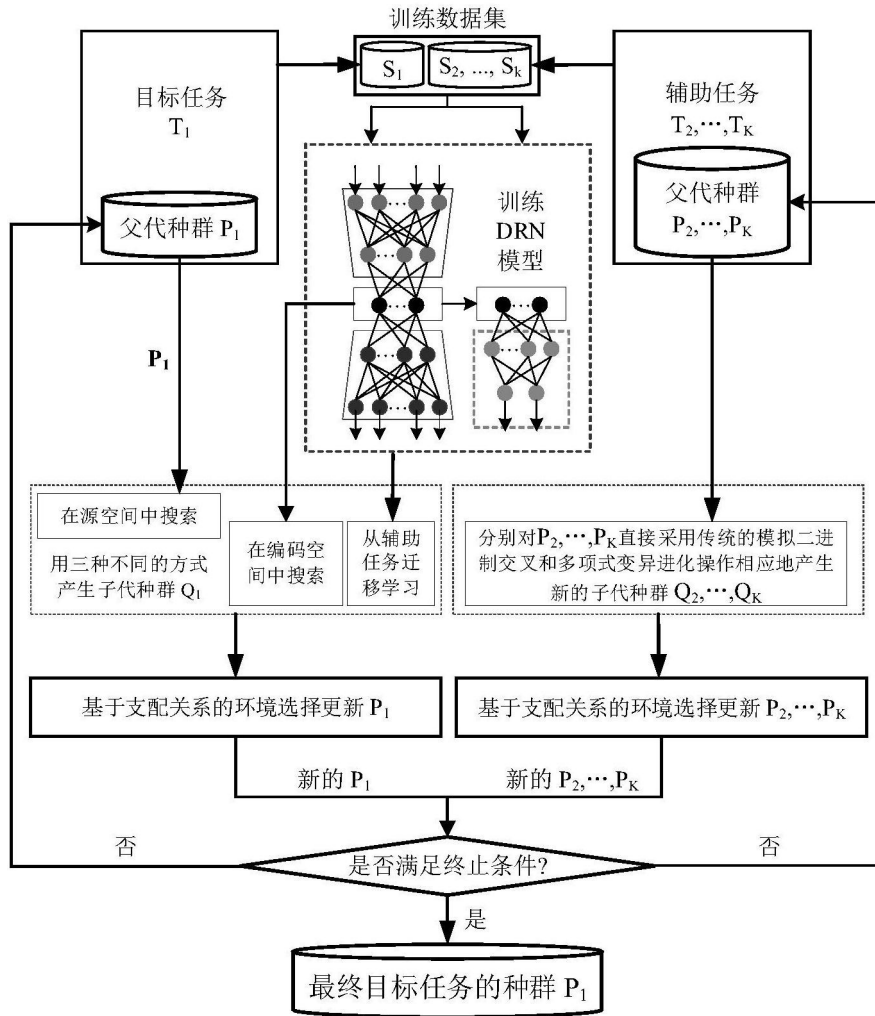 训练数据集
S₁
S₂, ..., Sₖ
目标任务
T₁
父代种群 P₁
辅助任务
T₂,⋯,T_K
父代种群
P₂,⋯,P_K
训练
DRN
模型
P₁
在源空间中搜索
用三种不同的方式
产生子代种群 Q₁
在编码空
间中搜索
从辅助
任务迁
移学习
分别对P₂,⋯,P_K直接采用传统的模拟二进
制交叉和多项式变异进化操作相应地产生
新的子代种群 Q₂,⋯,Q_K
基于支配关系的环境选择更新 P₁
基于支配关系的环境选择更新 P₂,⋯,P_K
新的 P₁
新的 P₂,⋯,P_K
否
是否满足终止条件?
否
是
最终目标任务的种群 P₁